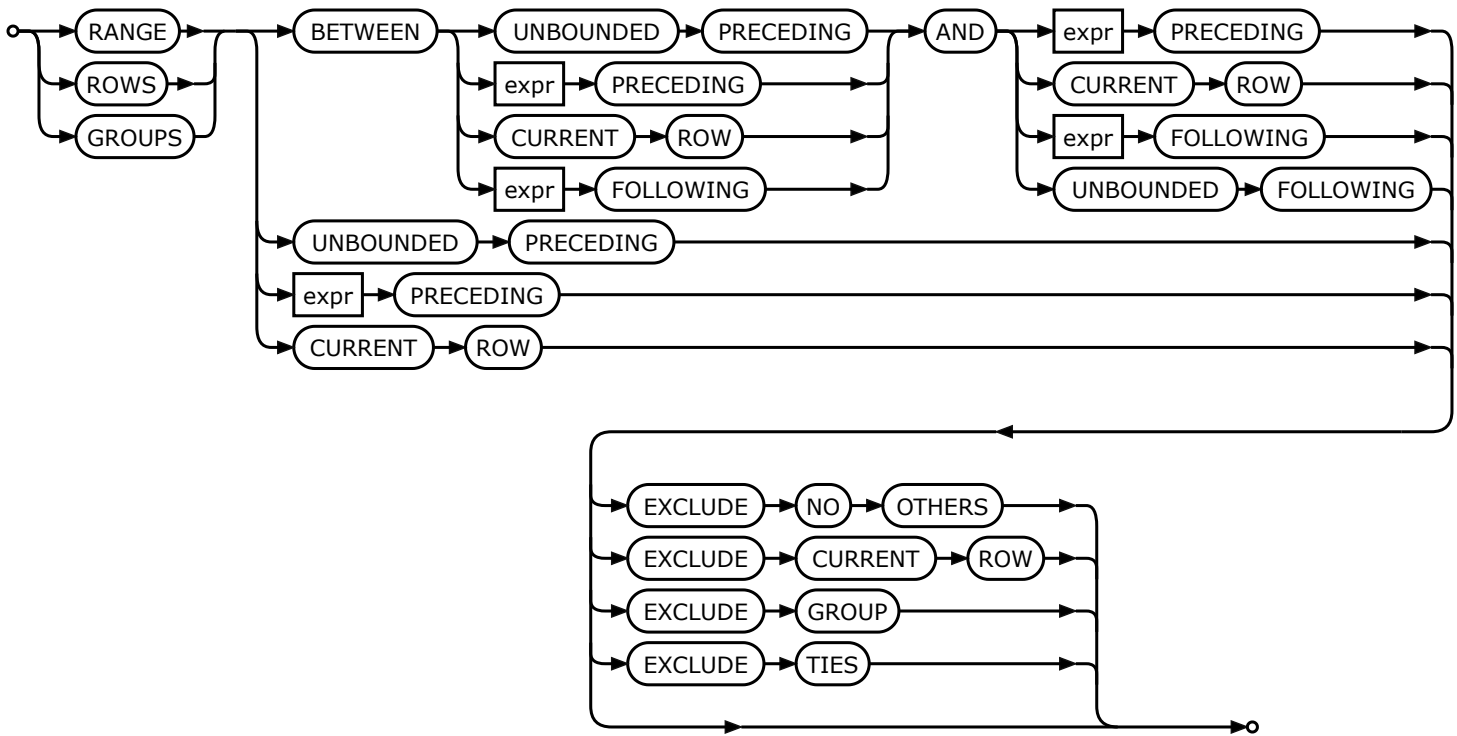 RANGE BETWEEN UNBOUNDED PRECEDING AND expr PRECEDING
ROWS expr PRECEDING CURRENT ROW
GROUPS CURRENT ROW expr FOLLOWING
expr FOLLOWING UNBOUNDED FOLLOWING
UNBOUNDED PRECEDING
expr PRECEDING
CURRENT ROW
EXCLUDE NO OTHERS
EXCLUDE CURRENT ROW
EXCLUDE GROUP
EXCLUDE TIES